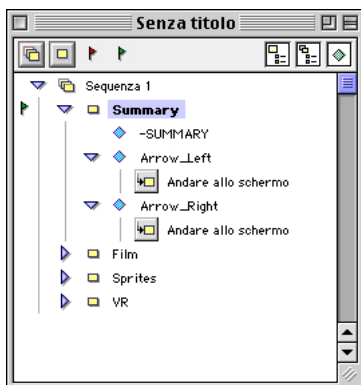 Senza titolo
Sequenza 1
Summary
-SUMMARY
Arrow_Left
Andare allo schermo
Arrow_Right
Andare allo schermo
Film
Sprites
VR